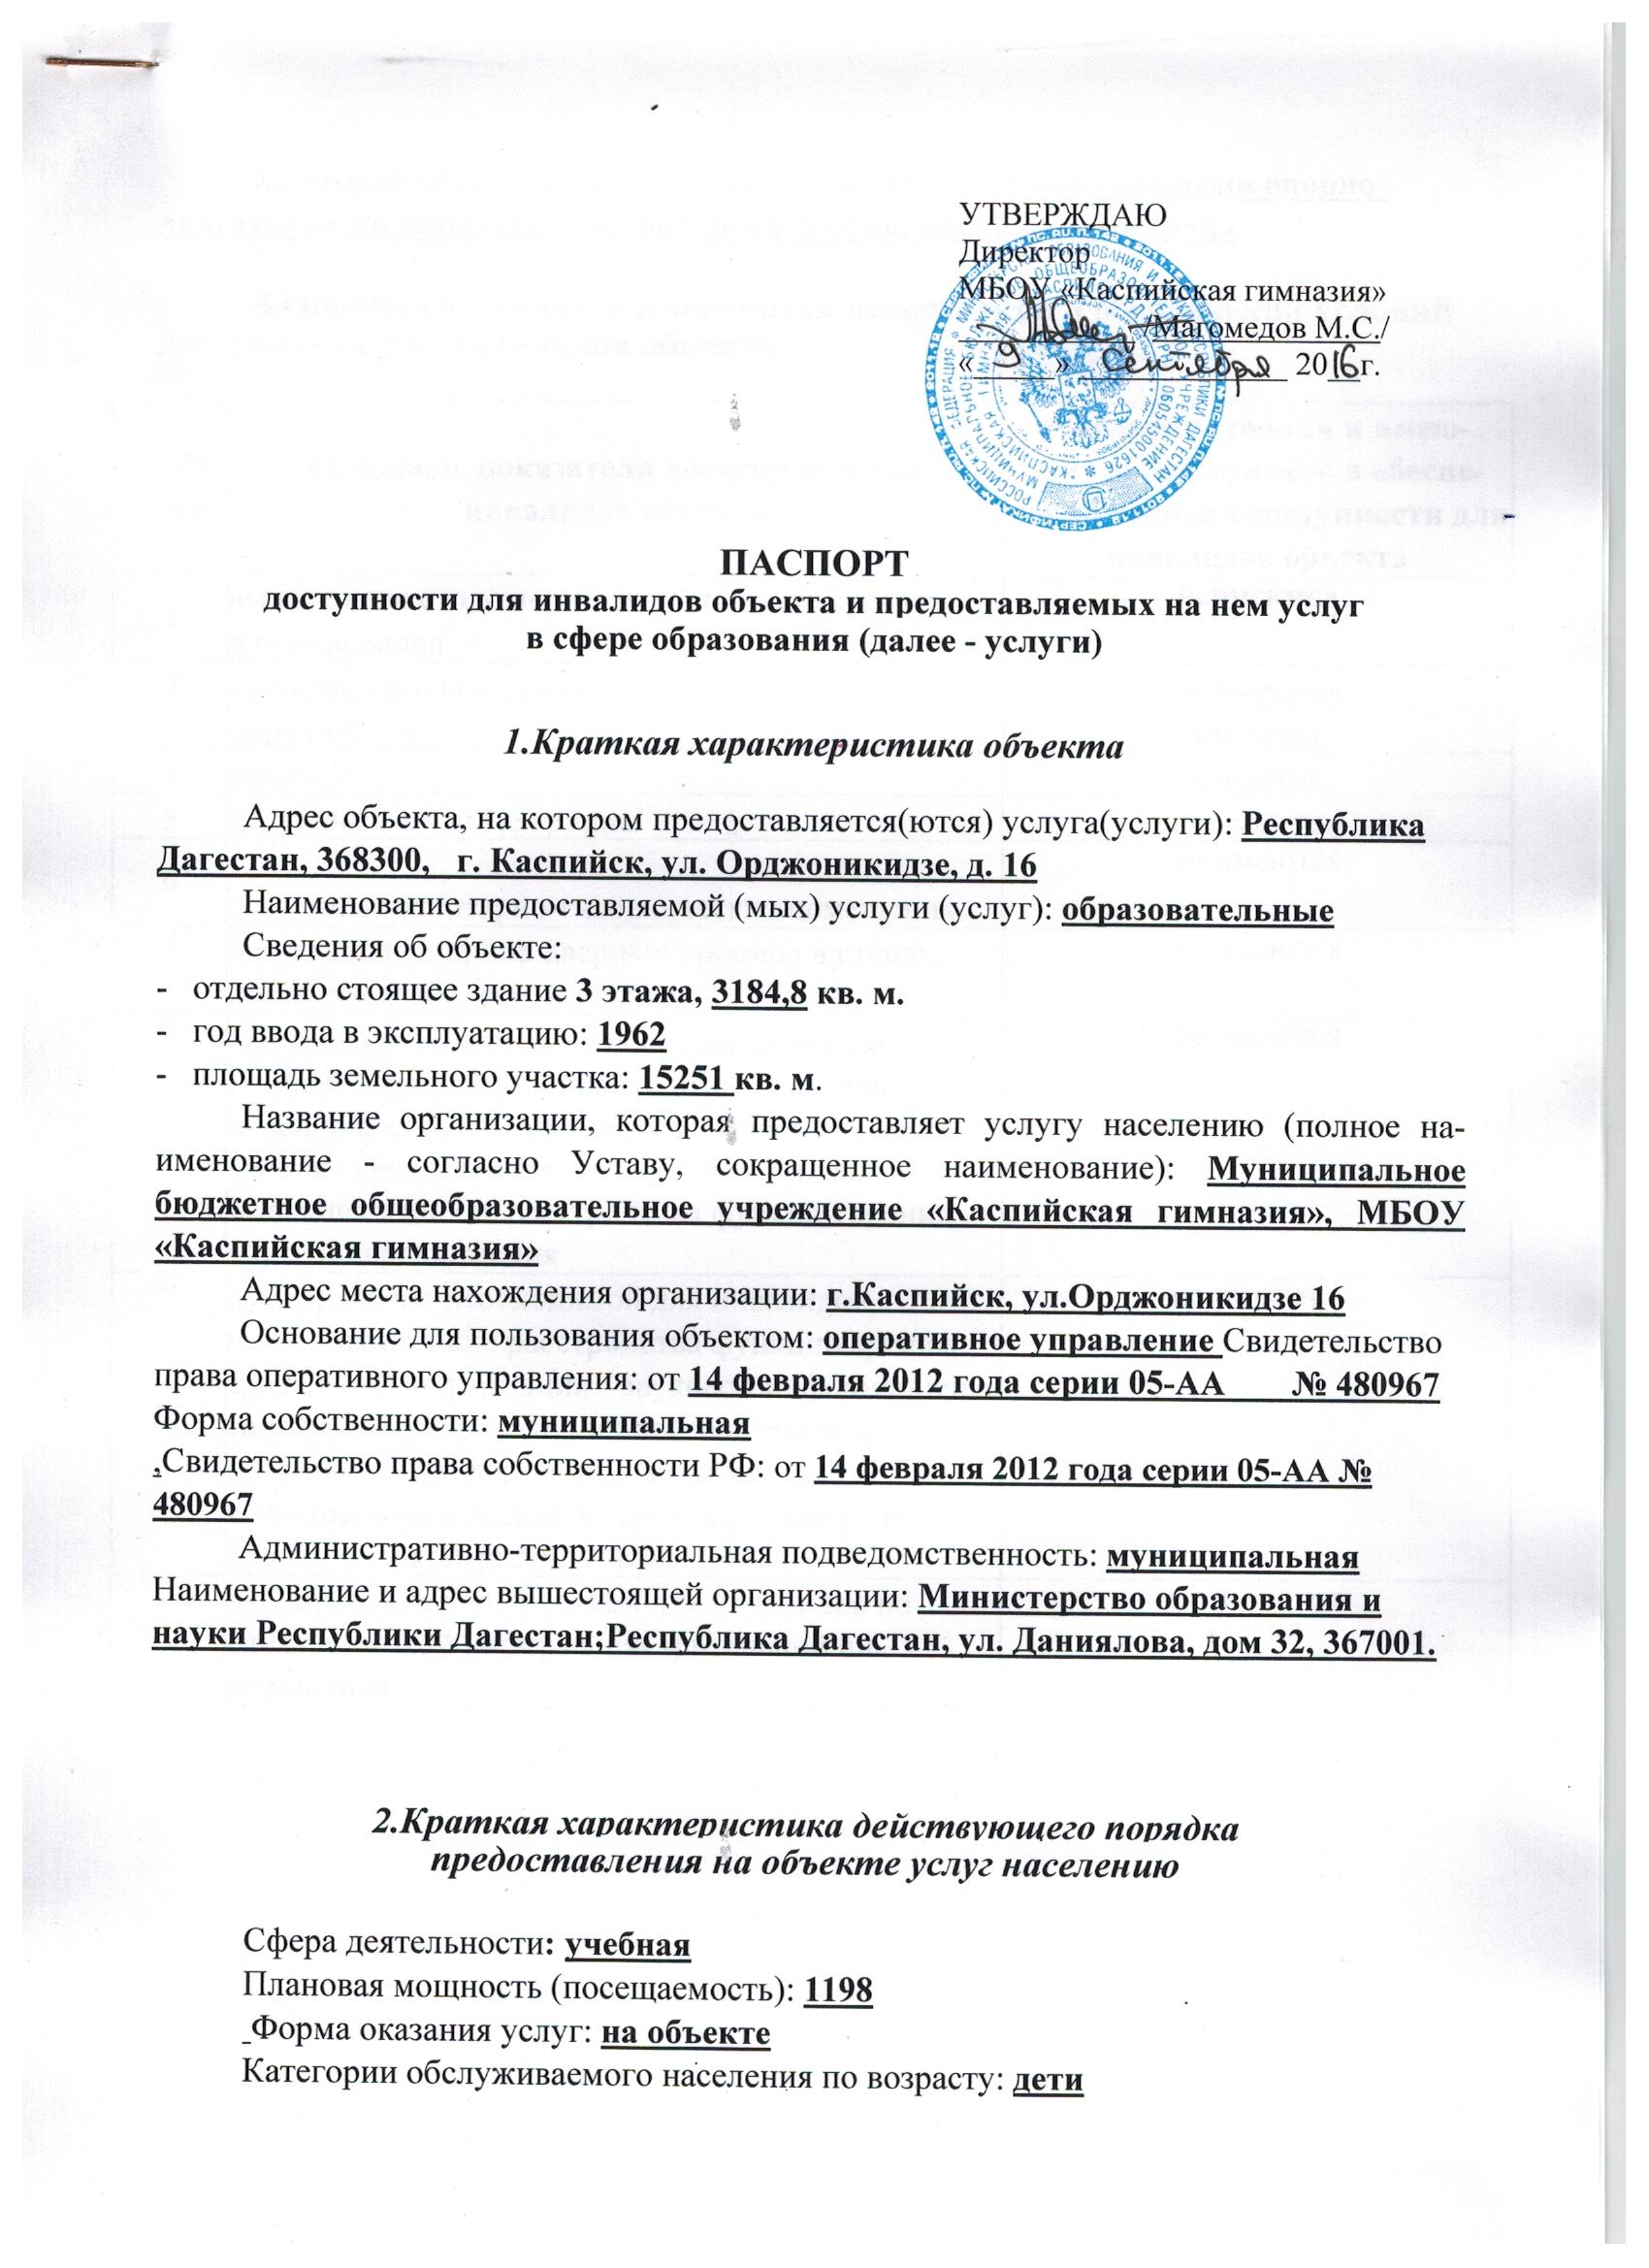 УТВЕРЖДАЮ
Директор
МБОУ «Каспийская гимназия»
/Магомедов М.С./
« 9 » Сентября 2016г.
ПАСПОРТ
доступности для инвалидов объекта и предоставляемых на нем услуг
в сфере образования (далее - услуги)
1.Краткая характеристика объекта
Адрес объекта, на котором предоставляется(ются) услуга(услуги): Республика
Дагестан, 368300, г. Каспийск, ул. Орджоникидзе, д. 16
Наименование предоставляемой (мых) услуги (услуг): образовательные
Сведения об объекте:
- отдельно стоящее здание 3 этажа, 3184,8 кв. м.
- год ввода в эксплуатацию: 1962
- площадь земельного участка: 15251 кв. м.
Название организации, которая предоставляет услугу населению (полное на-
именование - согласно Уставу, сокращенное наименование): Муниципальное
бюджетное общеобразовательное учреждение «Каспийская гимназия», МБОУ
«Каспийская гимназия»
Адрес места нахождения организации: г.Каспийск, ул.Орджоникидзе 16
Основание для пользования объектом: оперативное управление Свидетельство
права оперативного управления: от 14 февраля 2012 года серии 05-АА № 480967
Форма собственности: муниципальная
,Свидетельство права собственности РФ: от 14 февраля 2012 года серии 05-АА №
480967
Административно-территориальная подведомственность: муниципальная
Наименование и адрес вышестоящей организации: Министерство образования и
науки Республики Дагестан;Республика Дагестан, ул. Даниялова, дом 32, 367001.
2.Краткая характеристика действующего порядка
предоставления на объекте услуг населению
Сфера деятельности: учебная
Плановая мощность (посещаемость): 1198
Форма оказания услуг: на объекте
Категории обслуживаемого населения по возрасту: дети